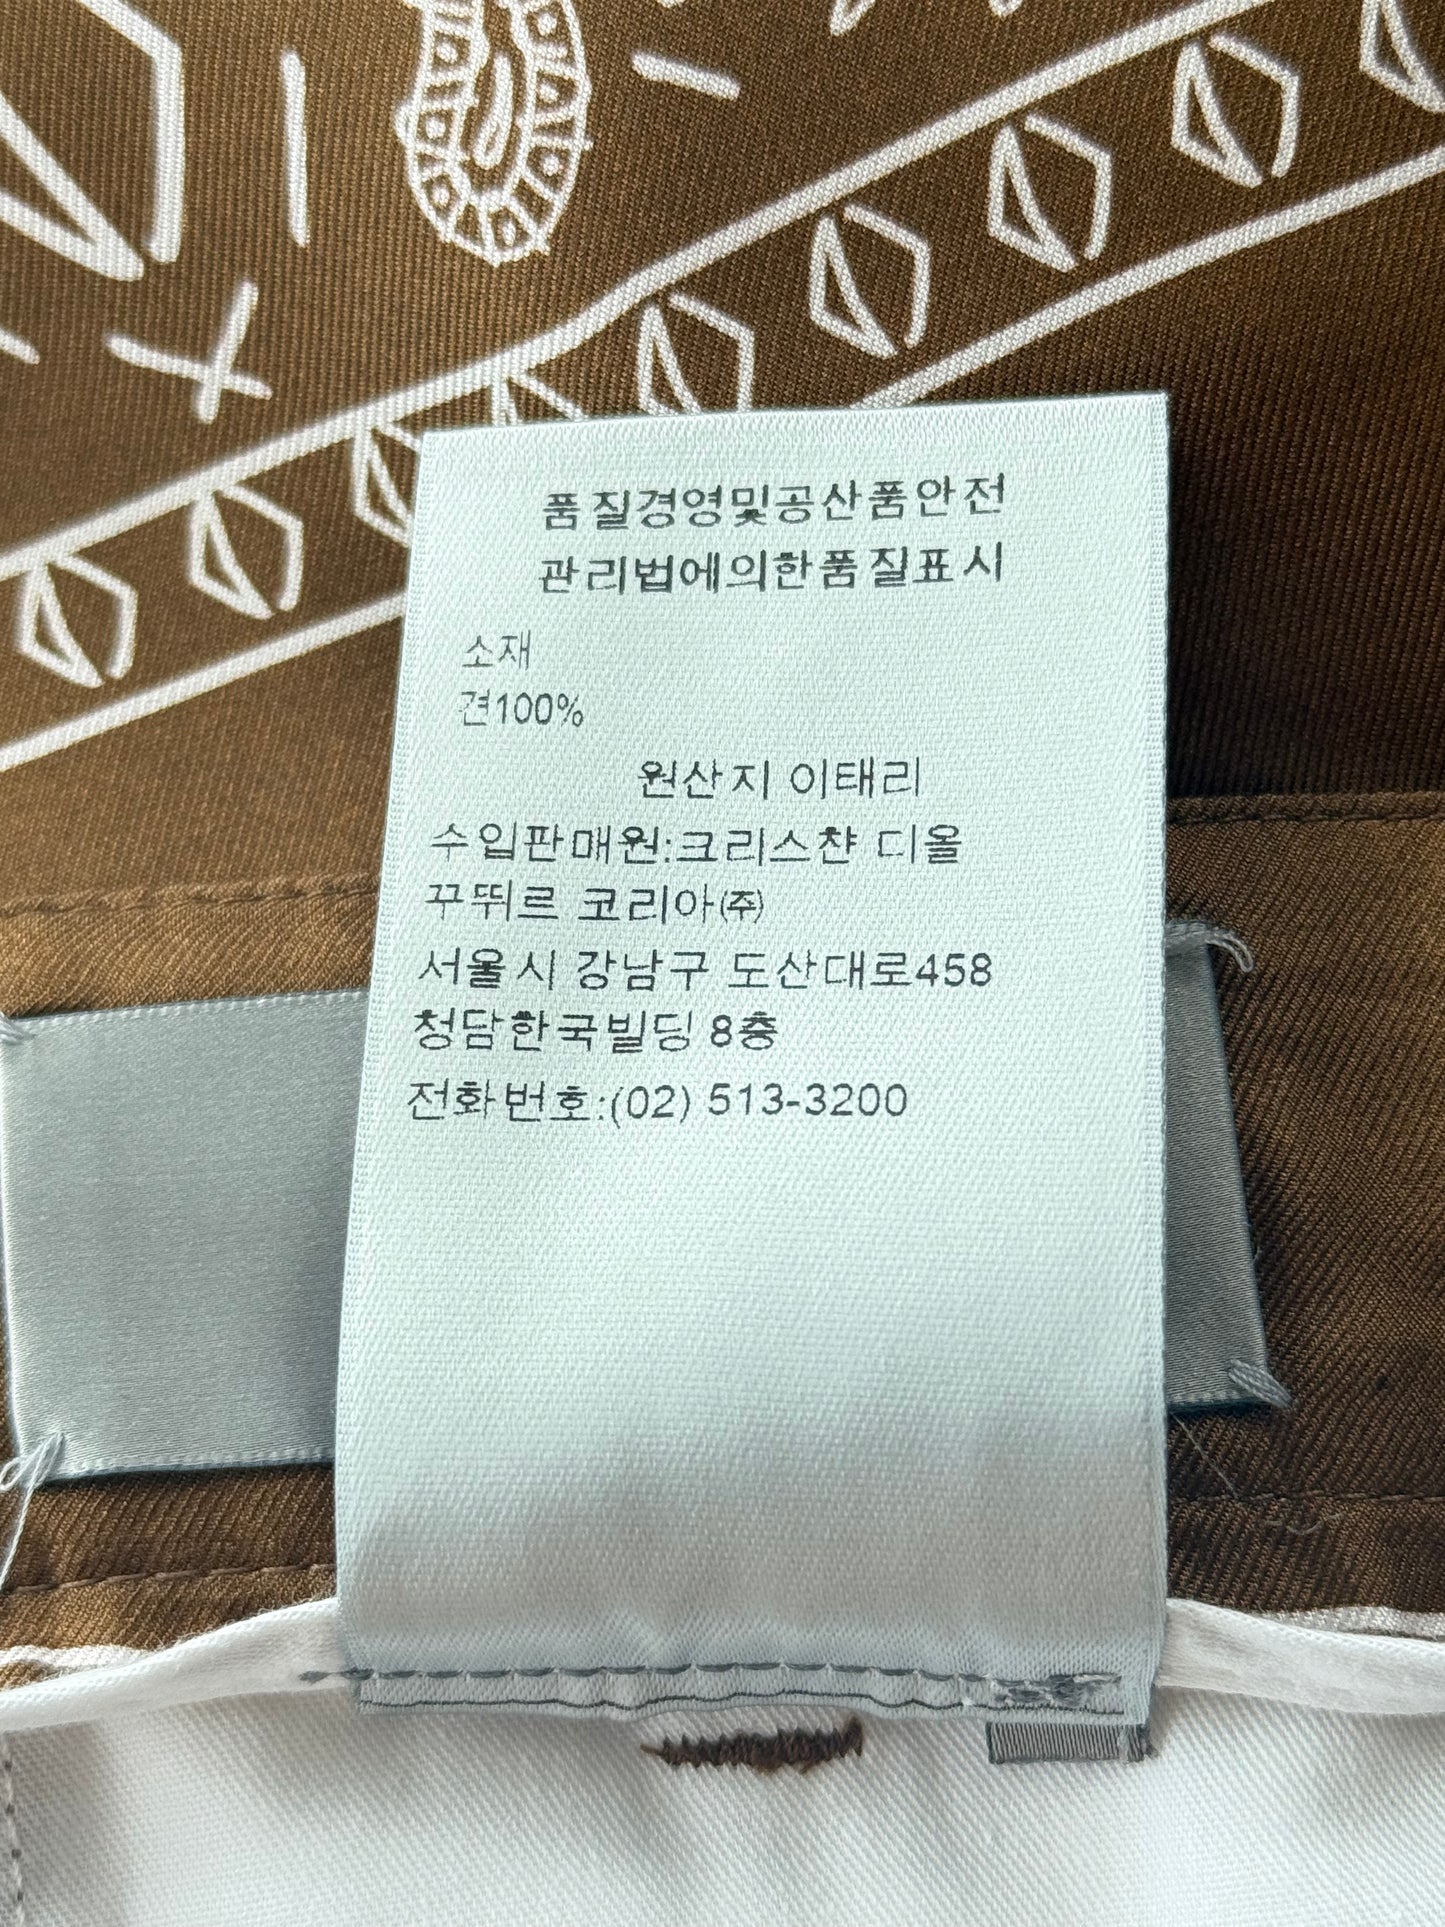 품질경영및공산품안전
관리법에의한품질표시
소재
견100%
원산지 이태리
수입판매원:크리스챤 디올
꾸뛰르 코리아㈜
서울시 강남구 도산대로458
청담한국빌딩 8층
전화번호:(02) 513-3200